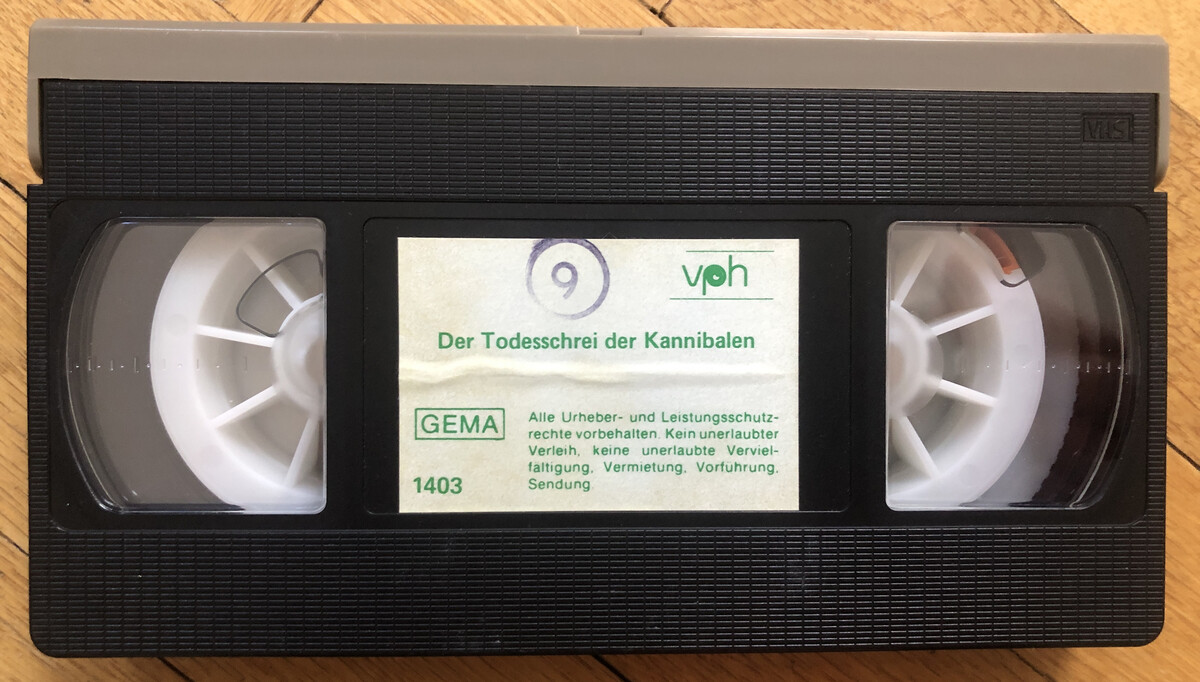 VHS
9
vph
Der Todesschrei der Kannibalen
GEMA
Alle Urheber- und Leistungsschutz-
rechte vorbehalten. Kein unerlaubter
Verleih, keine unerlaubte Verviel-
fältigung, Vermietung, Vorführung,
Sendung
1403